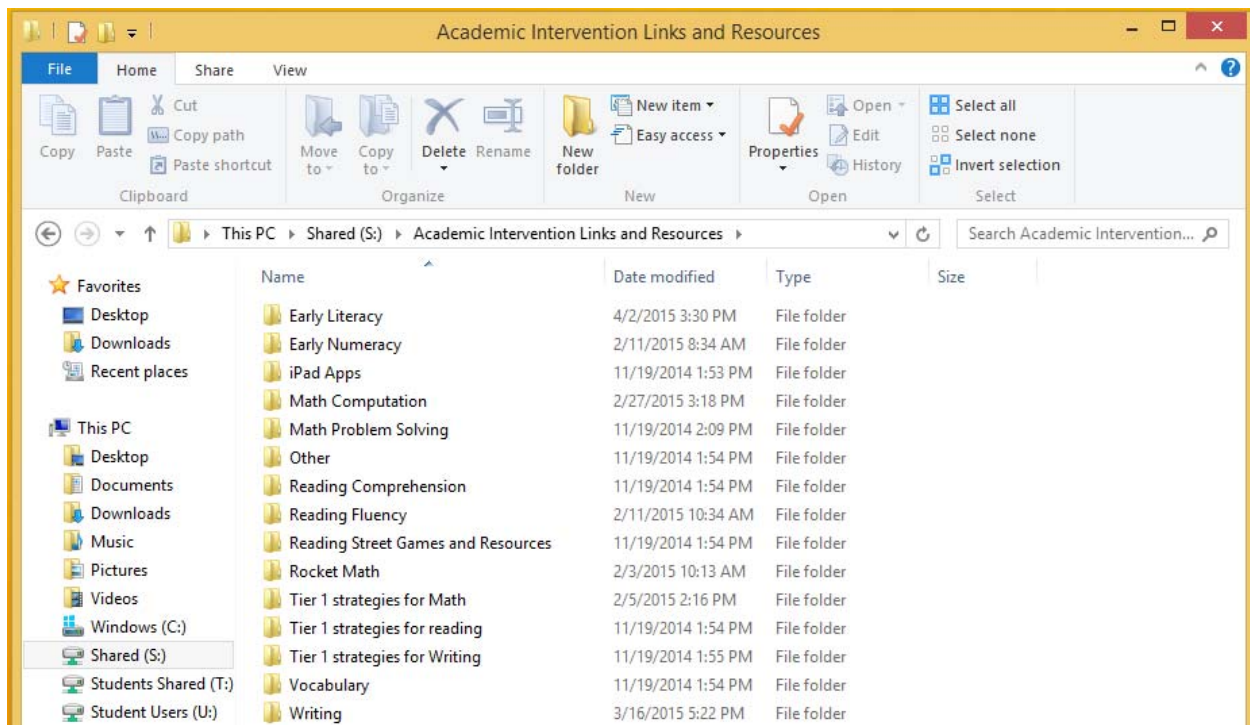 Academic Intervention Links and Resources
File Home Share View
Copy
Paste
Cut
W... Copy path
Paste shortcut
Clipboard
Move to
Copy to
Delete
Rename
Organize
New folder
New item
Easy access
New
Properties
Open
Edit
History
Open
Select all
Select none
Invert selection
Select
This PC Shared (S:) Academic Intervention Links and Resources
Search Academic Intervention...
Favorites
Desktop
Downloads
Recent places
This PC
Desktop
Documents
Downloads
Music
Pictures
Videos
Windows (C:)
Shared (S:)
Students Shared (T:)
Student Users (U:)
Name Date modified Type Size
Early Literacy 4/2/2015 3:30 PM File folder
Early Numeracy 2/11/2015 8:34 AM File folder
iPad Apps 11/19/2014 1:53 PM File folder
Math Computation 2/27/2015 3:18 PM File folder
Math Problem Solving 11/19/2014 2:09 PM File folder
Other 11/19/2014 1:54 PM File folder
Reading Comprehension 11/19/2014 1:54 PM File folder
Reading Fluency 2/11/2015 10:34 AM File folder
Reading Street Games and Resources 11/19/2014 1:54 PM File folder
Rocket Math 2/3/2015 10:13 AM File folder
Tier 1 strategies for Math 2/5/2015 2:16 PM File folder
Tier 1 strategies for reading 11/19/2014 1:54 PM File folder
Tier 1 strategies for Writing 11/19/2014 1:55 PM File folder
Vocabulary 11/19/2014 1:54 PM File folder
Writing 3/16/2015 5:22 PM File folder